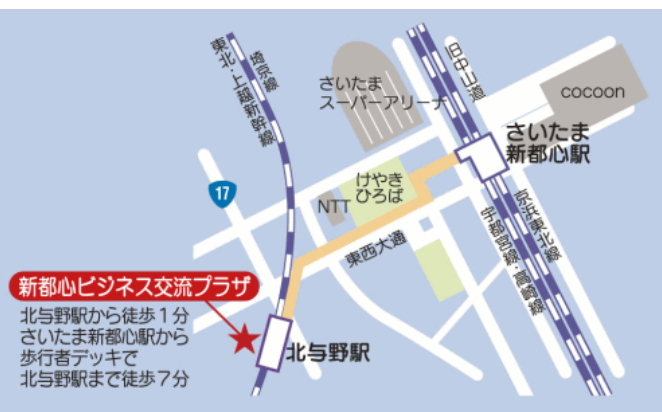 さいたま
スーパーアリーナ
旧中山道
cocoon
さいたま
新都心駅
埼京線
東北・上越新幹線
17
けやき
ひろば
NTT
東西大通
京浜東北線
宇都宮線・高崎線
新都心ビジネス交流プラザ
北与野駅から徒歩1分
さいたま新都心駅から
歩行者デッキで
北与野駅まで徒歩7分
北与野駅